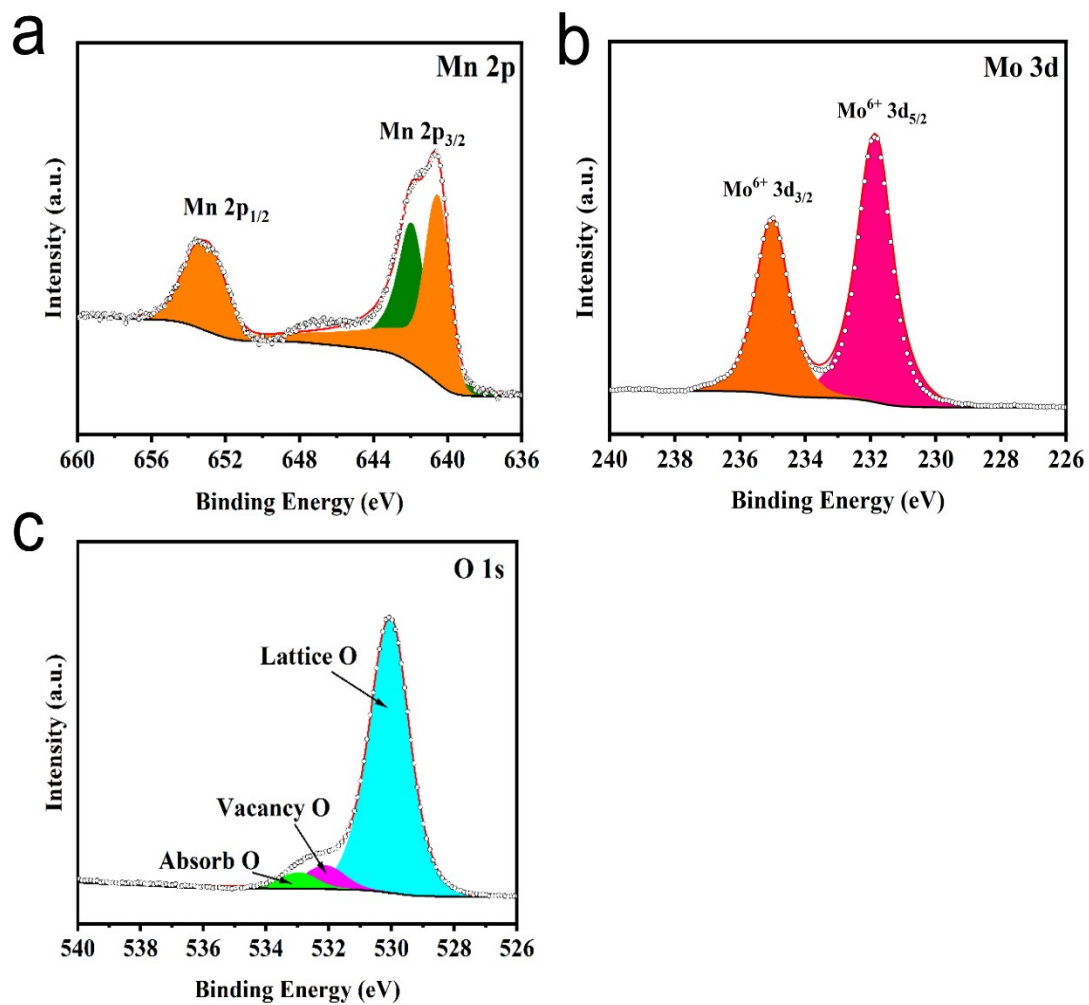 a
Mn 2p
Mn 2p3/2
Mn 2p1/2
Intensity (a.u.)
660 656 652 648 644 640 636
Binding Energy (eV)
b
Mo 3d
Mo⁶⁺ 3d5/2
Mo⁶⁺ 3d3/2
Intensity (a.u.)
240 238 236 234 232 230 228 226
Binding Energy (eV)
c
O 1s
Lattice O
Vacancy O
Absorb O
Intensity (a.u.)
540 538 536 534 532 530 528 526
Binding Energy (eV)